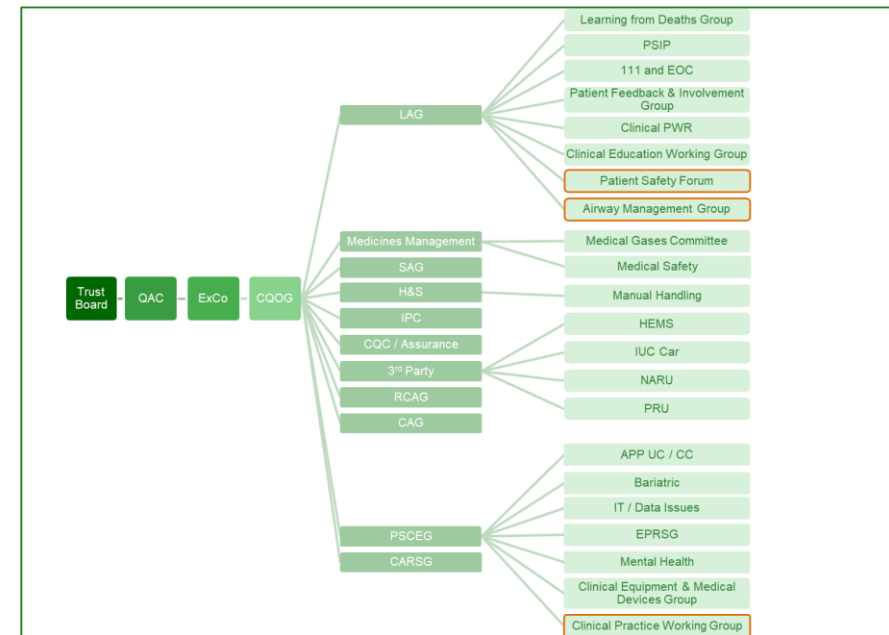 Learning from Deaths Group
PSIP
111 and EOC
Patient Feedback & Involvement
Group
LAG
Clinical PWR
Clinical Education Working Group
Patient Safety Forum
Airway Management Group
Medicines Management
Medical Gases Committee
SAG
Medical Safety
H&S
Manual Handling
Trust
Board
QAC
ExCo
CQOG
IPC
HEMS
CQC / Assurance
IUC Car
3rd Party
NARU
RCAG
PRU
CAG
APP UC / CC
Bariatric
IT / Data Issues
PSCEG
EPRSG
CARSG
Mental Health
Clinical Equipment & Medical
Devices Group
Clinical Practice Working Group